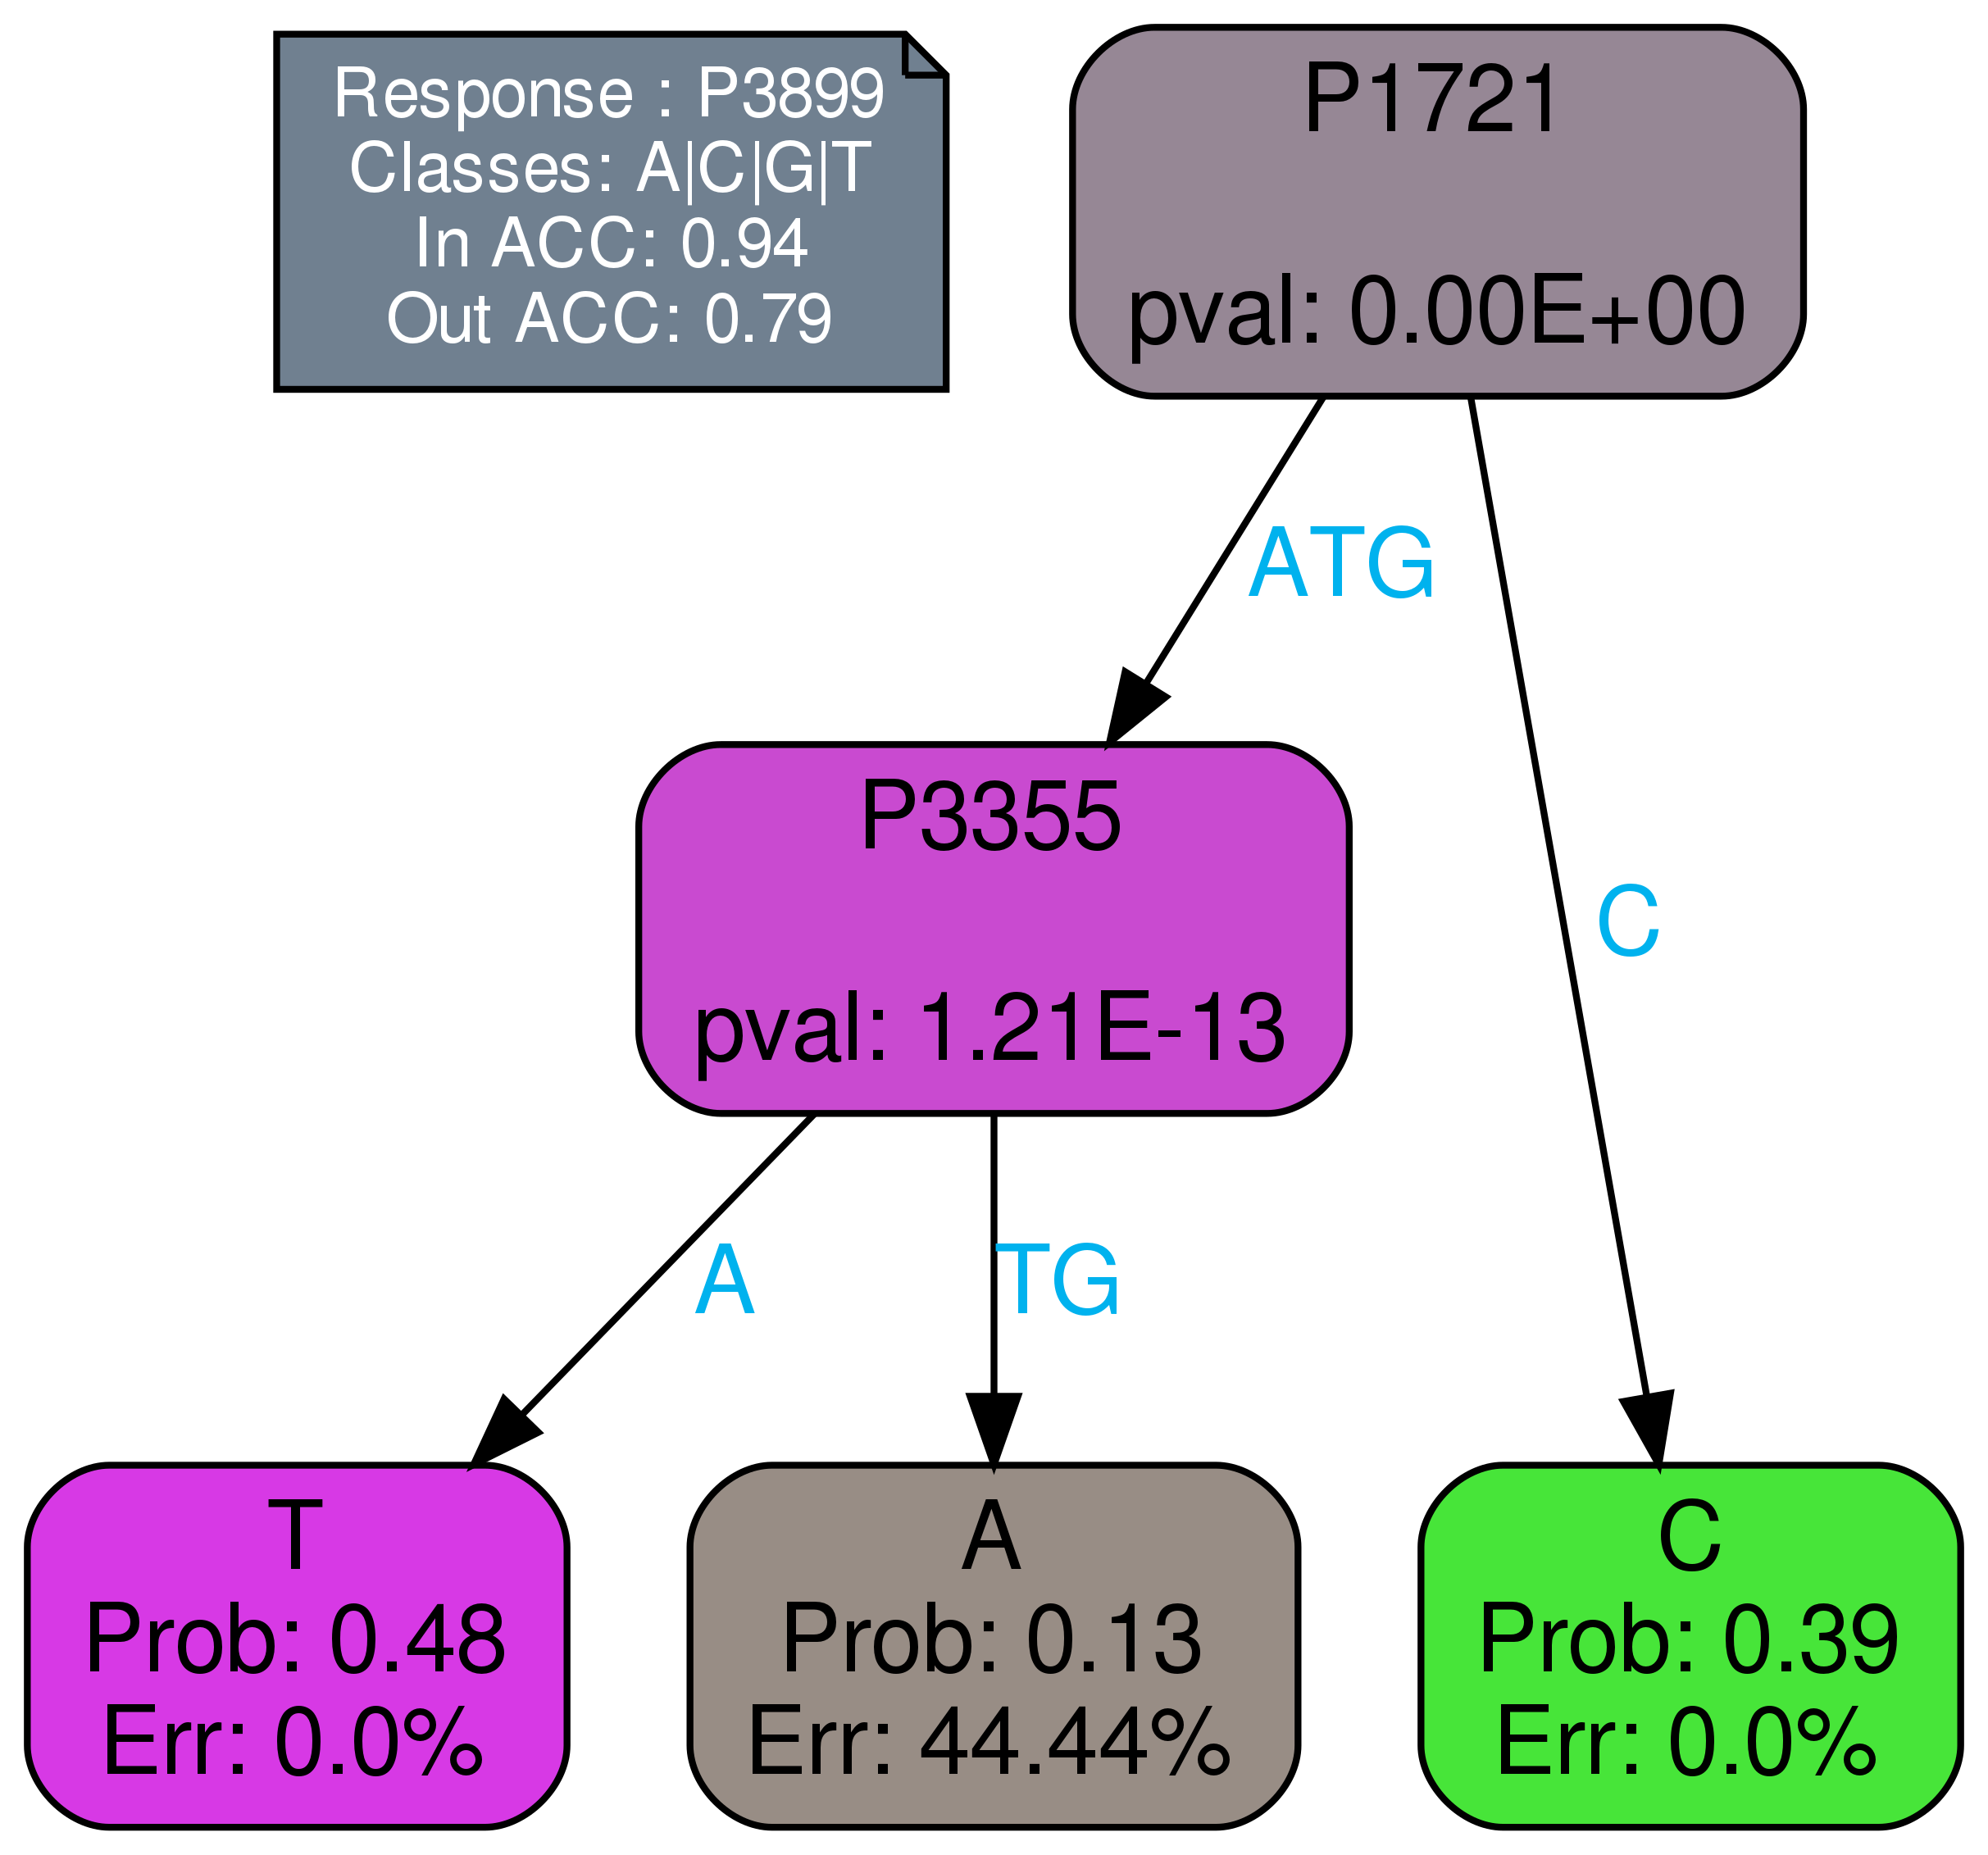 Response : P3899
Classes: A|C|G|T
In ACC: 0.94
Out ACC: 0.79
P1721
pval: 0.00E+00
ATG
C
P3355
pval: 1.21E-13
A
TG
T
Prob: 0.48
Err: 0.0%
A
Prob: 0.13
Err: 44.44%
C
Prob: 0.39
Err: 0.0%